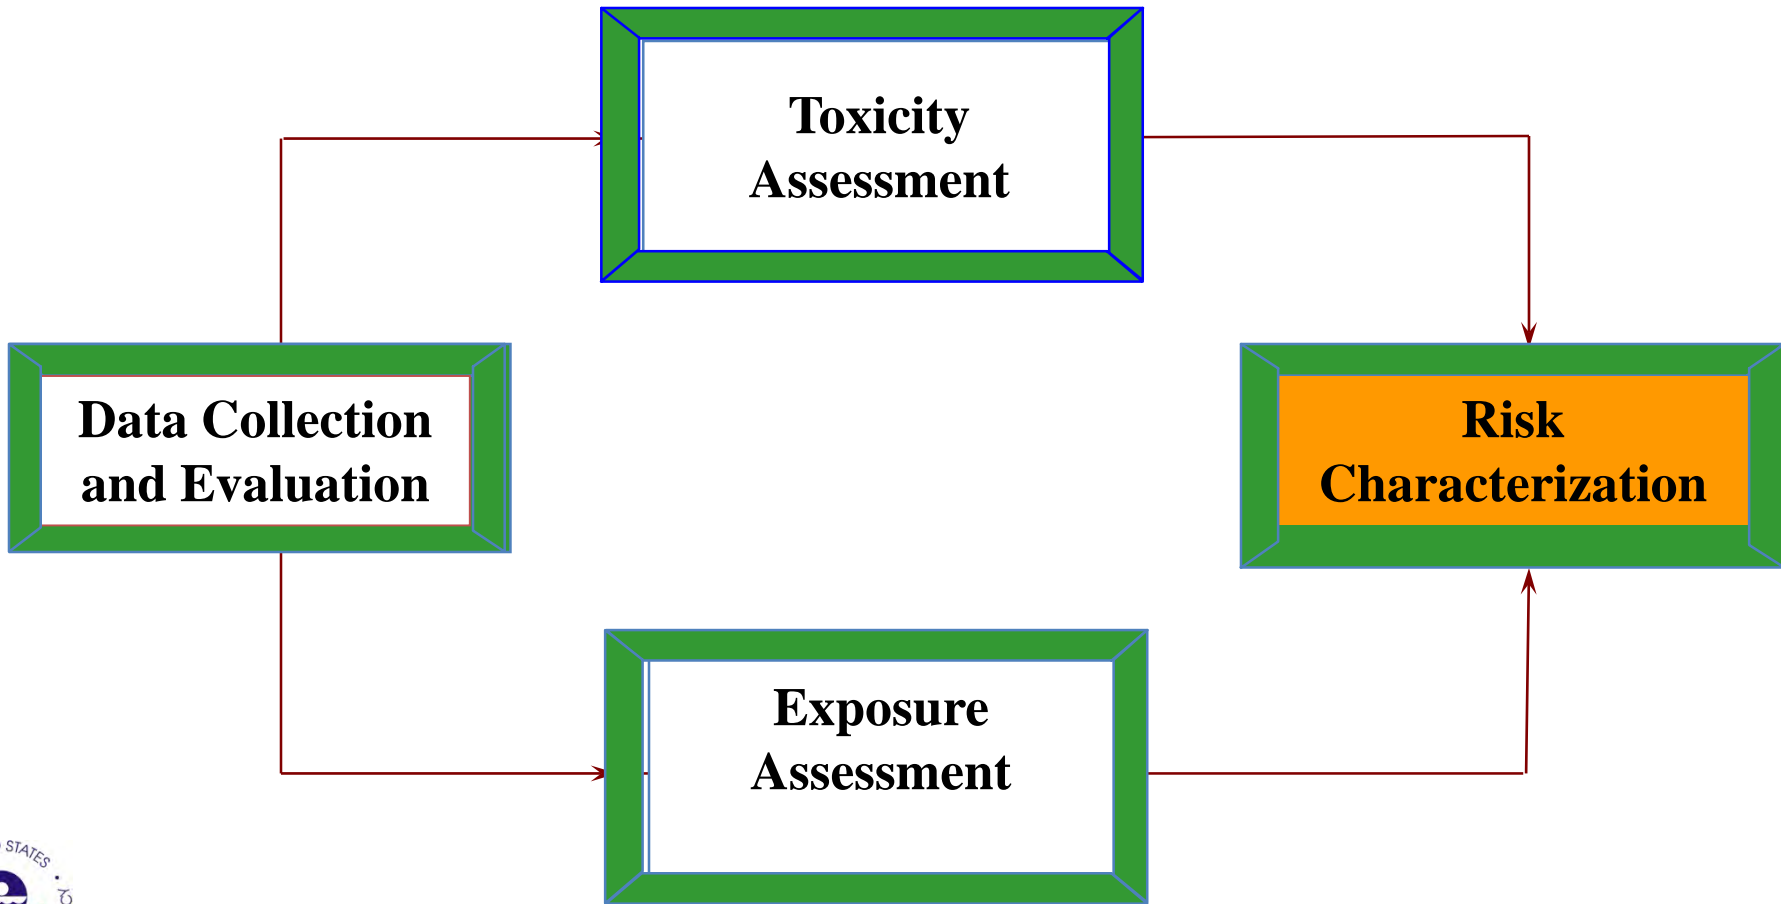 Toxicity
Assessment
Data Collection
and Evaluation
Risk
Characterization
Exposure
Assessment
STATES